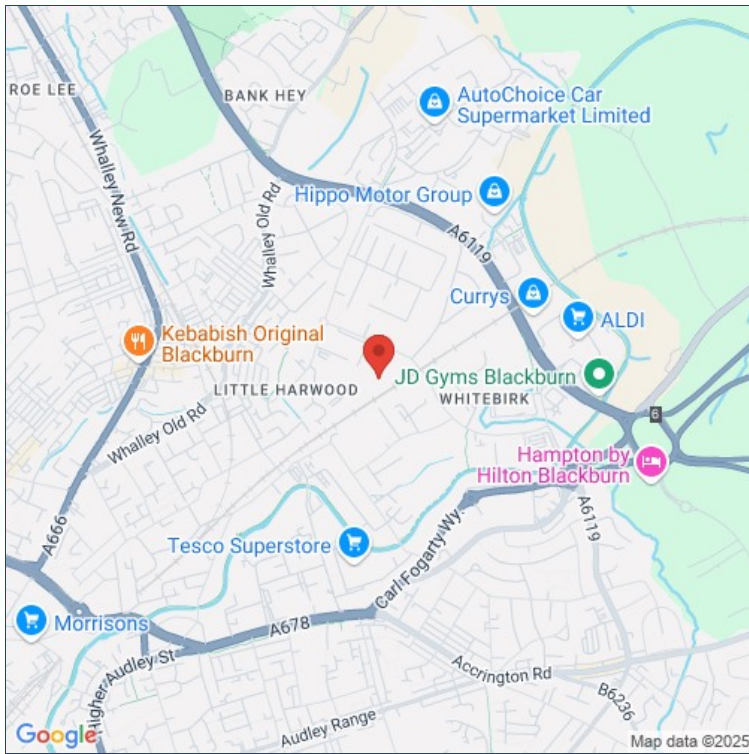 ROE LEE
BANK HEY
AutoChoice Car
Supermarket Limited
Whalley New Rd
Whalley Old Rd
Hippo Motor Group
A6119
Currys
ALDI
Kebabish Original
Blackburn
JD Gyms Blackburn
LITTLE HARWOOD
WHITEBIRK
6
Whalley Old Rd
Hampton by
Hilton Blackburn
A666
A6119
Tesco Superstore
Carl Fogarty Wy.
Morrisons
A678
Higher Audley St
Accrington Rd
B6236
Audley Range
Google
Map data ©2025